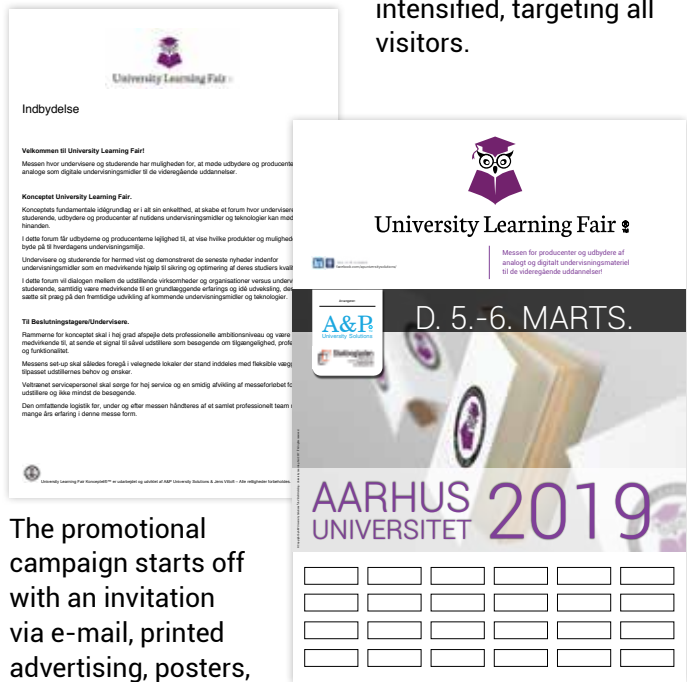 intensified, targeting all
visitors.
University Learning Fair
Indbydelse
Velkommen til University Learning Fair!
Messen hvor undervisere og studerende har muligheden for, at møde udbydere og producente
analoge som digitale undervisningsmidler til de videregående uddannelser.
Konceptet University Learning Fair.
Konceptets fundamentale idégrundlag er i alt sin enkelthed, at skabe et forum hvor undervisere
studerende, udbydere og producenter af nutidens undervisningsmidler og teknologier kan mød
hinanden.
I dette forum får udbyderne og producenterne lejlighed til, at vise hvilke produkter og mulighed
byde på til hverdagens undervisningsmiljø.
Undervisere og studerende får hermed vist og demonstreret de seneste nyheder indenfor
undervisningsmidler som en medvirkende hjælp til sikring og optimering af deres studiers kvali
I dette forum vil dialogen mellem de udstillende virksomheder og organisationer versus underv
studerende, samtidig være medvirkende til en grundlæggende erfarings og idé udveksling, der
sætte sit præg på den fremtidige udvikling af kommende undervisningsmidler og teknologier.
Til Beslutningstagere/Undervisere.
Rammerne for konceptet skal i høj grad afspejle dets professionelle ambitionsniveau og være
medvirkende til, at sende et signal til såvel udstillere som besøgende om tilgængelighed, profe
og funktionalitet.
Messens set-up skal således foregå i velegnede lokaler der stand inddeles med fleksible vægg
tilpasset udstillernes behov og ønsker.
Veltrænet servicepersonel skal sørge for høj service og en smidig afvikling af messeforløbet fo
udstillere og ikke mindst de besøgende.
Den omfattende logistik før, under og efter messen håndteres af et samlet professionelt team
mange års erfaring i denne messe form.
University Learning Fair
Messen for producenter og udbydere af
analogt og digitalt undervisningsmateriel
til de videregående uddannelser!
A&P
University Solutions
D. 5.-6. MARTS.
AARHUS
UNIVERSITET
2019
The promotional
campaign starts off
with an invitation
via e-mail, printed
advertising, posters,